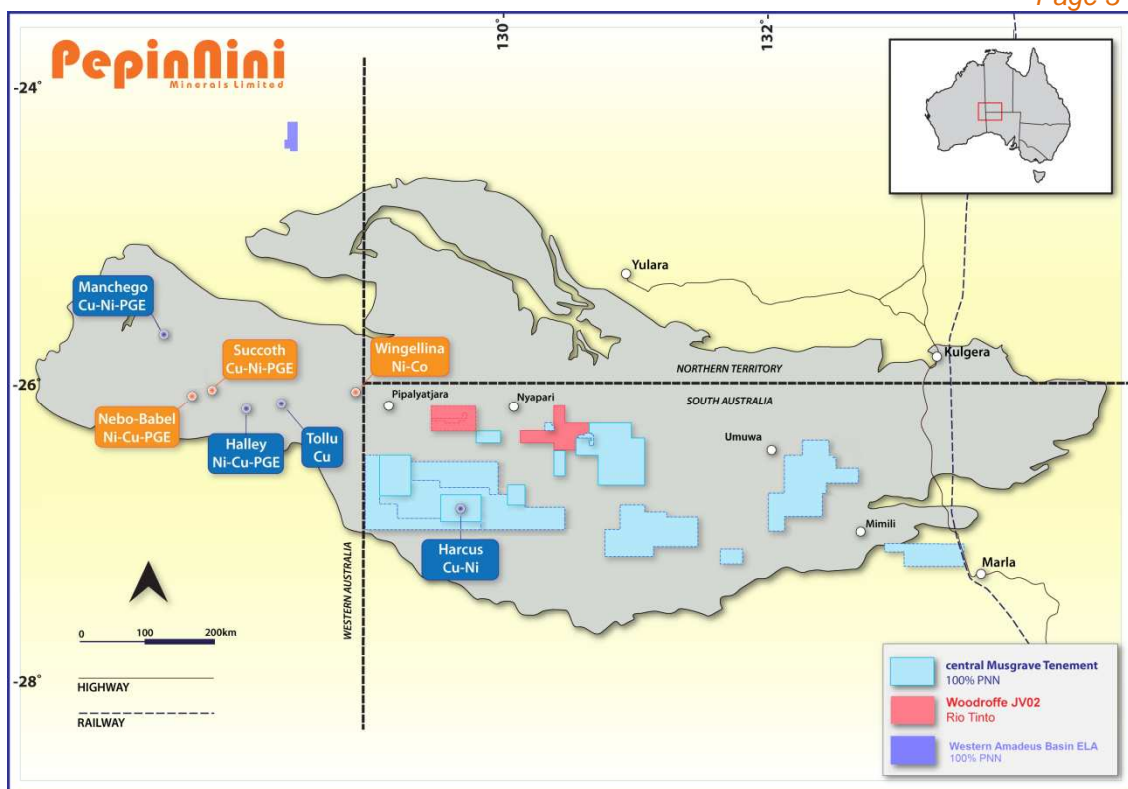 Page 8
PepinNini
Minerals Limited
130°
132°
-24°
-26°
-28°
Manchego
Cu-Ni-PGE
Succoth
Cu-Ni-PGE
Wingellina
Ni-Co
Nebo-Babel
Ni-Cu-PGE
Halley
Ni-Cu-PGE
Tollu
Cu
Harcus
Cu-Ni
Yulara
Kulgera
NORTHERN TERRITORY
SOUTH AUSTRALIA
WESTERN AUSTRALIA
Pipalyatjara
Nyapari
Umuwa
Mimili
Marla
0 100 200km
HIGHWAY
RAILWAY
central Musgrave Tenement
100% PNN
Woodroffe JV02
Rio Tinto
Western Amadeus Basin ELA
100% PNN